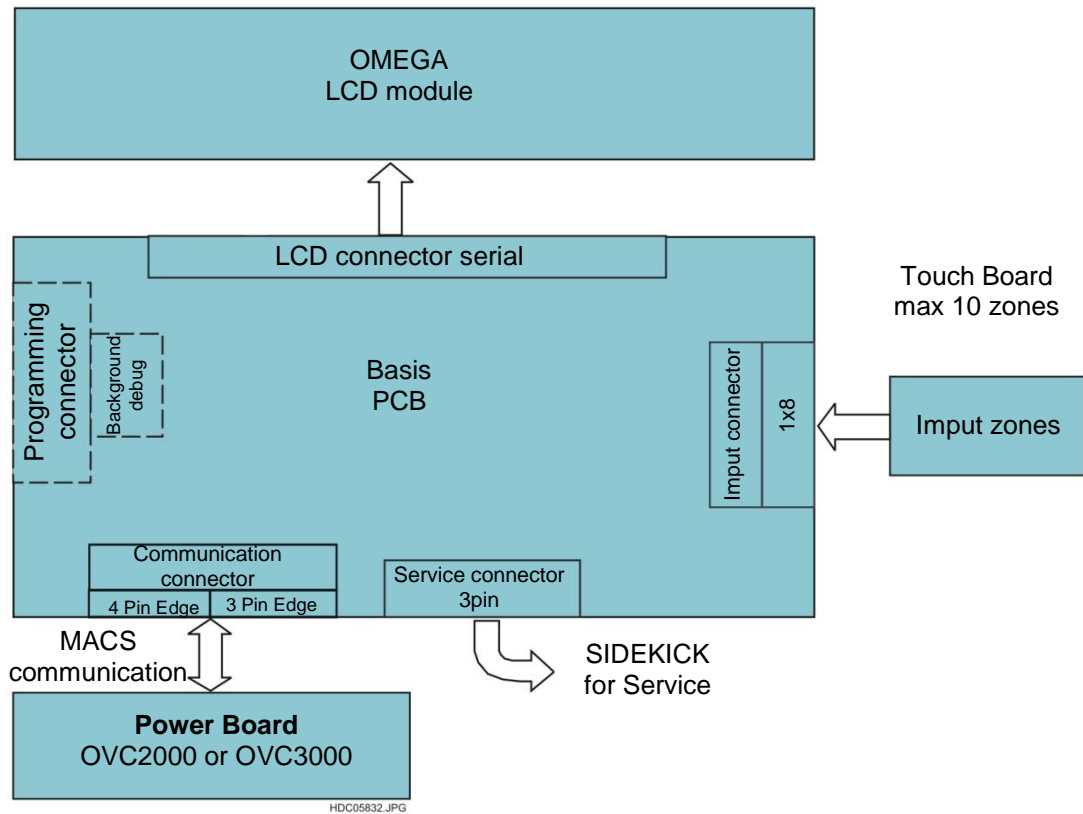 OMEGA
LCD module
LCD connector serial
Programming
connector
Background
debug
Basis
PCB
Touch Board
max 10 zones
Imput connector
1x8
Imput zones
Communication
connector
4 Pin Edge
3 Pin Edge
Service connector
3pin
MACS
communication
SIDEKICK
for Service
Power Board
OVC2000 or OVC3000
HDC05832.JPG